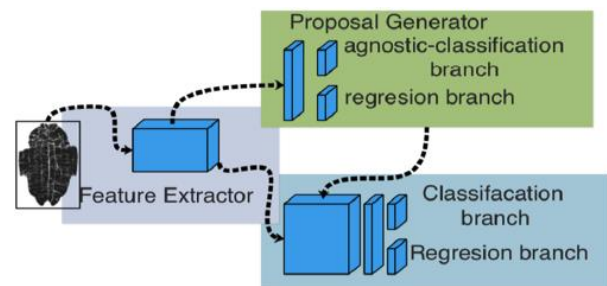 Proposal Generator
agnostic-classification
branch
regresion branch
Feature Extractor
Classifacation
branch
Regresion branch